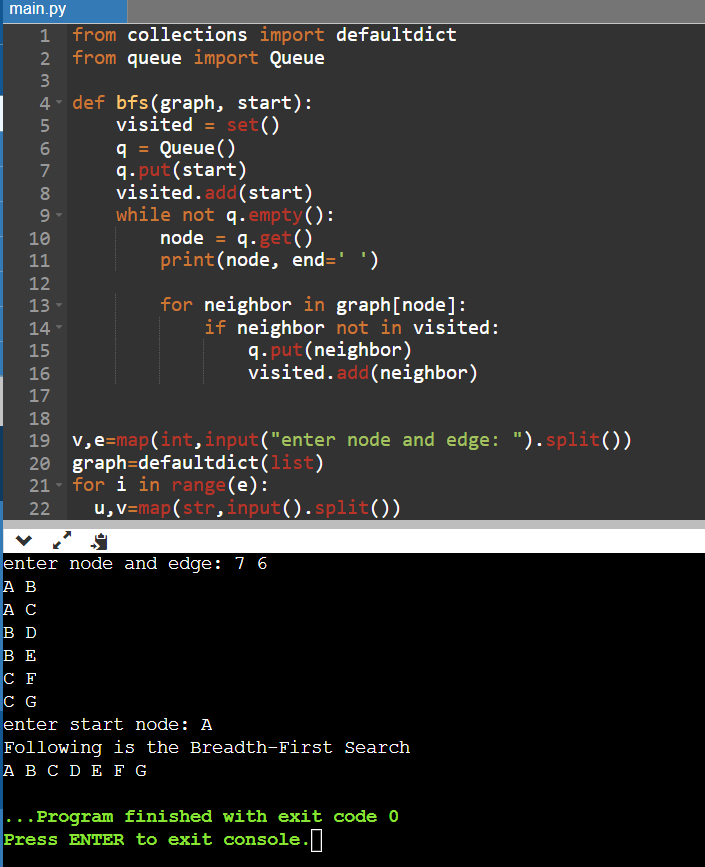 main.py
1 from collections import defaultdict
2 from queue import Queue
3
4 def bfs(graph, start):
5     visited = set()
6     q = Queue()
7     q.put(start)
8     visited.add(start)
9     while not q.empty():
10         node = q.get()
11         print(node, end=' ')
12
13         for neighbor in graph[node]:
14             if neighbor not in visited:
15                 q.put(neighbor)
16                 visited.add(neighbor)
17
18
19 v,e=map(int,input("enter node and edge: ").split())
20 graph=defaultdict(list)
21 for i in range(e):
22   u,v=map(str,input().split())
enter node and edge: 7 6
A B
A C
B D
B E
C F
C G
enter start node: A
Following is the Breadth-First Search
A B C D E F G
...Program finished with exit code 0
Press ENTER to exit console.